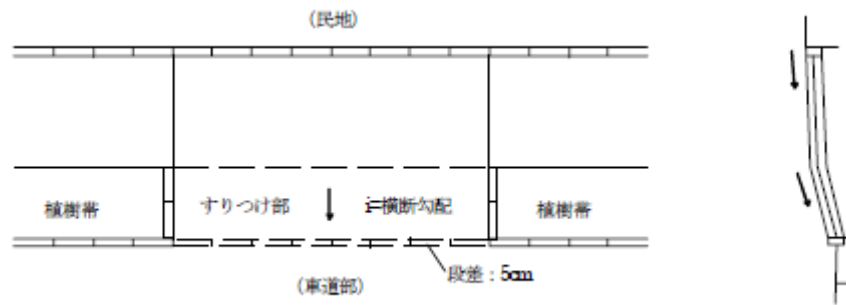 (民地)
植樹帯
すりつけ部
i=横断勾配
植樹帯
段差：5cm
(車道部)